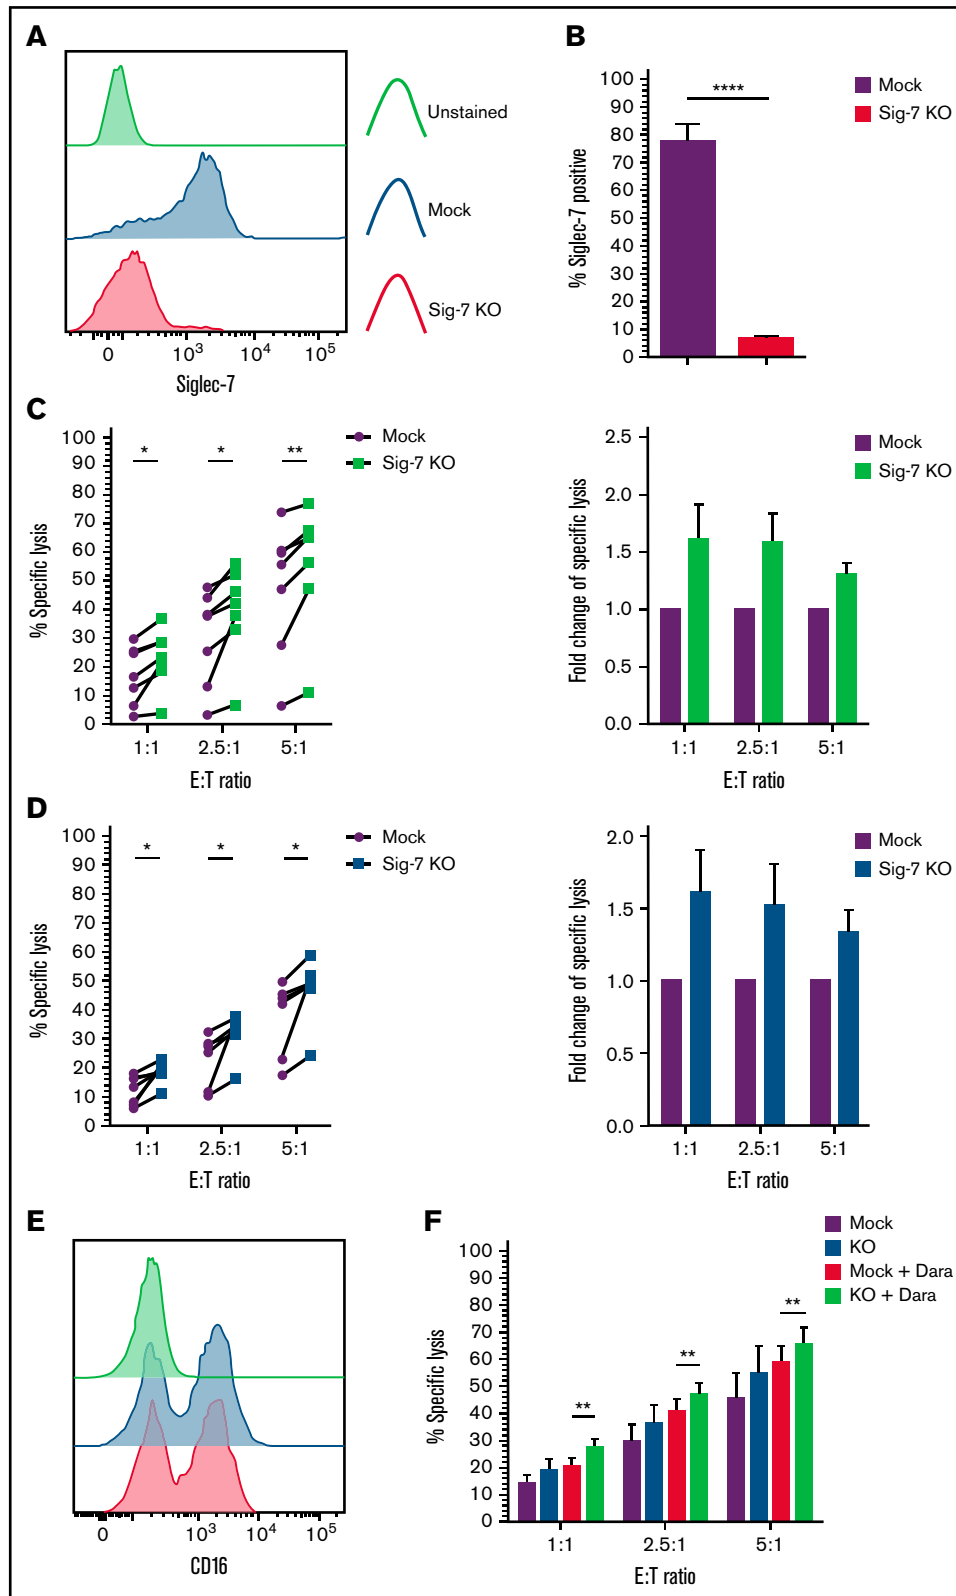 A
Unstained
Mock
Sig-7 KO
0 10³ 10⁴ 10⁵
Siglec-7
B
% Siglec-7 positive
100
90
80
70
60
50
40
30
20
10
0
****
Mock
Sig-7 KO
C
% Specific lysis
100
90
80
70
60
50
40
30
20
10
0
* * **
Mock
Sig-7 KO
1:1 2.5:1 5:1
E:T ratio
Fold change of specific lysis
2.5
2.0
1.5
1.0
0.5
0.0
Mock
Sig-7 KO
1:1 2.5:1 5:1
E:T ratio
D
% Specific lysis
100
90
80
70
60
50
40
30
20
10
0
* * *
Mock
Sig-7 KO
1:1 2.5:1 5:1
E:T ratio
Fold change of specific lysis
2.0
1.5
1.0
0.5
0.0
Mock
Sig-7 KO
1:1 2.5:1 5:1
E:T ratio
E
0 10³ 10⁴ 10⁵
CD16
F
% Specific lysis
100
90
80
70
60
50
40
30
20
10
0
** ** **
Mock
KO
Mock + Dara
KO + Dara
1:1 2.5:1 5:1
E:T ratio